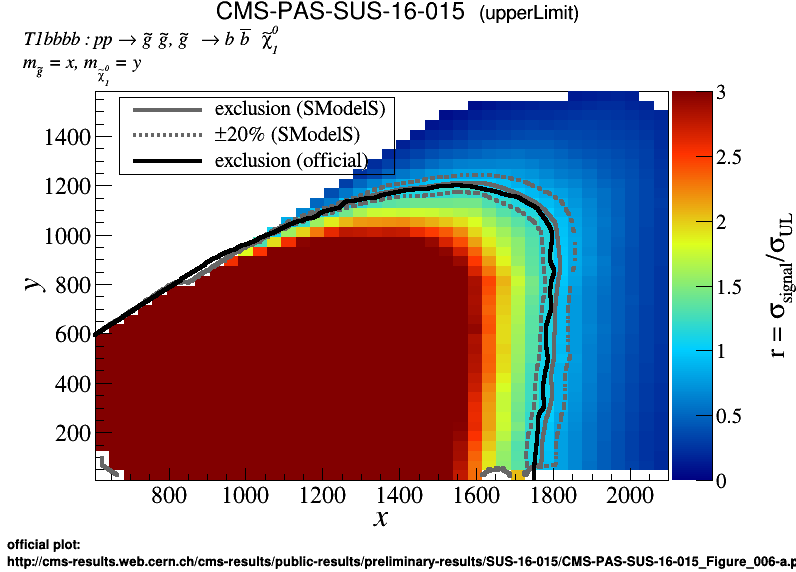 CMS-PAS-SUS-16-015 (upperLimit)
T1bbbb : pp → g̃ g̃, g̃ → b b̅ χ̃₁⁰
m_g̃ = x, m_χ̃₁⁰ = y
exclusion (SModelS)
±20% (SModelS)
exclusion (official)
1400
1200
1000
800
600
400
200
y
800 1000 1200 1400 1600 1800 2000
x
3
2.5
2
1.5
1
0.5
0
r = σ_signal/σ_UL
official plot:
http://cms-results.web.cern.ch/cms-results/public-results/preliminary-results/SUS-16-015/CMS-PAS-SUS-16-015_Figure_006-a.p